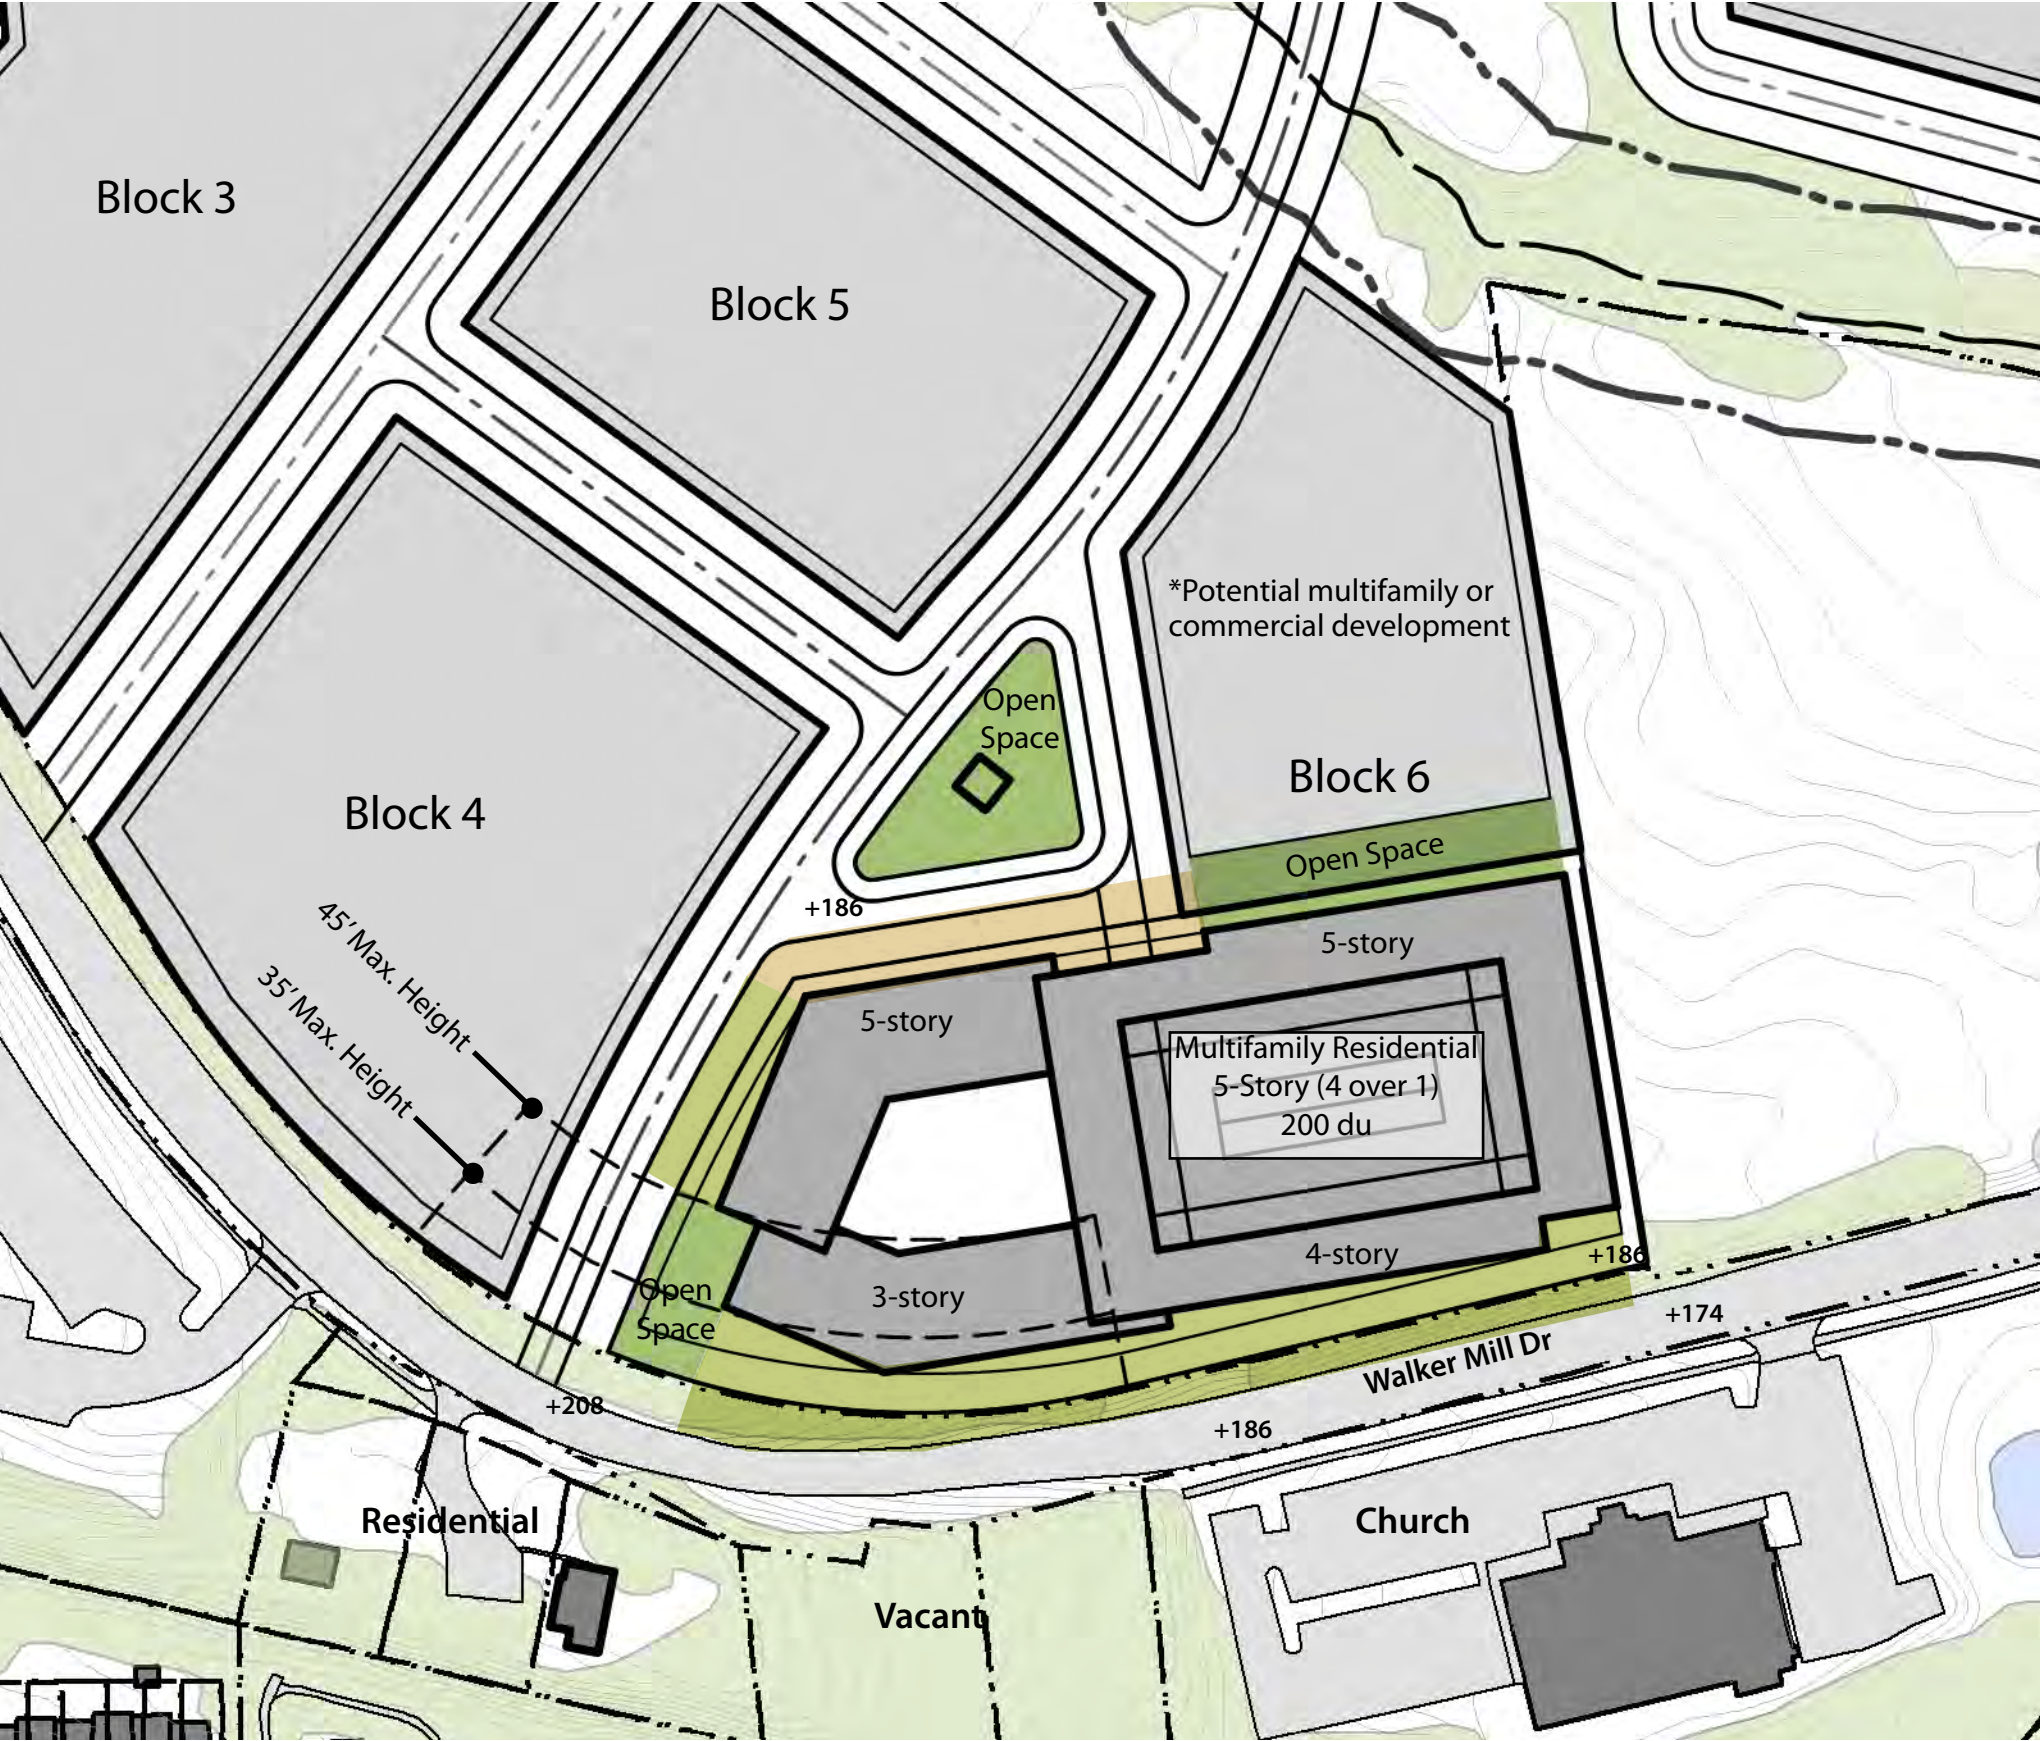 Block 3
Block 5
*Potential multifamily or
commercial development
Open
Space
Block 6
Block 4
Open Space
+186
45' Max. Height
35' Max. Height
5-story
5-story
Multifamily Residential
5-Story (4 over 1)
200 du
4-story
+186
Open
Space
3-story
+174
Walker Mill Dr
+208
+186
Residential
Church
Vacant